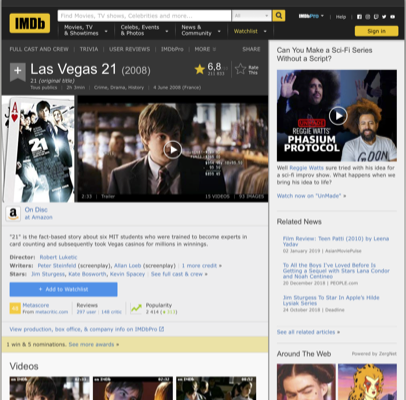 IMDb
Find Movies, TV shows, Celebrities and more...
All
IMDbPro
Help
Movies, TV & Showtimes
Celebs, Events & Photos
News & Community
Watchlist
Sign in
FULL CAST AND CREW | TRIVIA | USER REVIEWS | IMDbPro | MORE
SHARE
Las Vegas 21 (2008)
21 (original title)
Tous publics | 2h 3min | Crime, Drama, History | 4 June 2008 (France)
6,8
Rate This
21
1:33 | Trailer
15 VIDEOS | 93 IMAGES
On Disc
at Amazon
"21" is the fact-based story about six MIT students who were trained to become experts in
card counting and subsequently took Vegas casinos for millions in winnings.
Director: Robert Luketic
Writers: Peter Steinfeld (screenplay), Allan Loeb (screenplay) | 1 more credit »
Stars: Jim Sturgess, Kate Bosworth, Kevin Spacey | See full cast & crew »
+ Add to Watchlist
Metascore
From metacritic.com
Reviews
297 user | 148 critic
Popularity
View production, box office, & company info on IMDbPro
1 win & 5 nominations. See more awards »
Videos
Can You Make a Sci-Fi Series
Without a Script?
REGGIE WATTS'
PHASIUM
PROTOCOL
Well Reggie Watts sure tried with his idea for
a sci-fi improv show. What happens when we
bring his idea to life?
Watch now on "UnMade" »
Related News
Film Review: Teen Patti (2010) by Leena
Yadav
02 January 2019 | AsianMoviePulse
To All the Boys I've Loved Before Is
Getting a Sequel with Stars Lana Condor
and Noah Centineo
20 December 2018 | PEOPLE.com
Jim Sturgess To Star In Apple's Hide
Lysiak Series
24 October 2018 | Deadline
See all related articles »
Around The Web
Powered by ZergNet